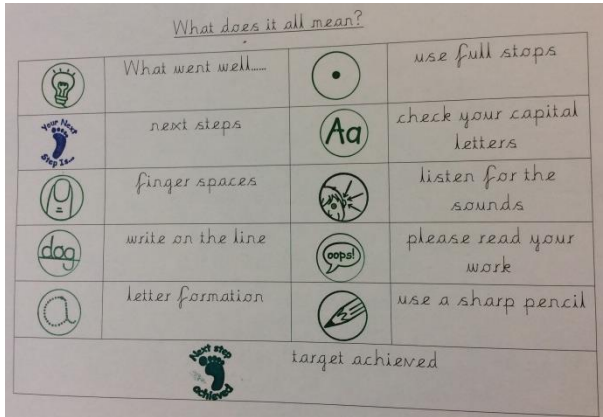 What does it all mean?
What went well......
use full stops
Your Next
Step Is...
next steps
Aa
check your capital
letters
finger spaces
listen for the
sounds
dog
write on the line
oops!
please read your
work
a
letter formation
use a sharp pencil
Next step
achieved
target achieved